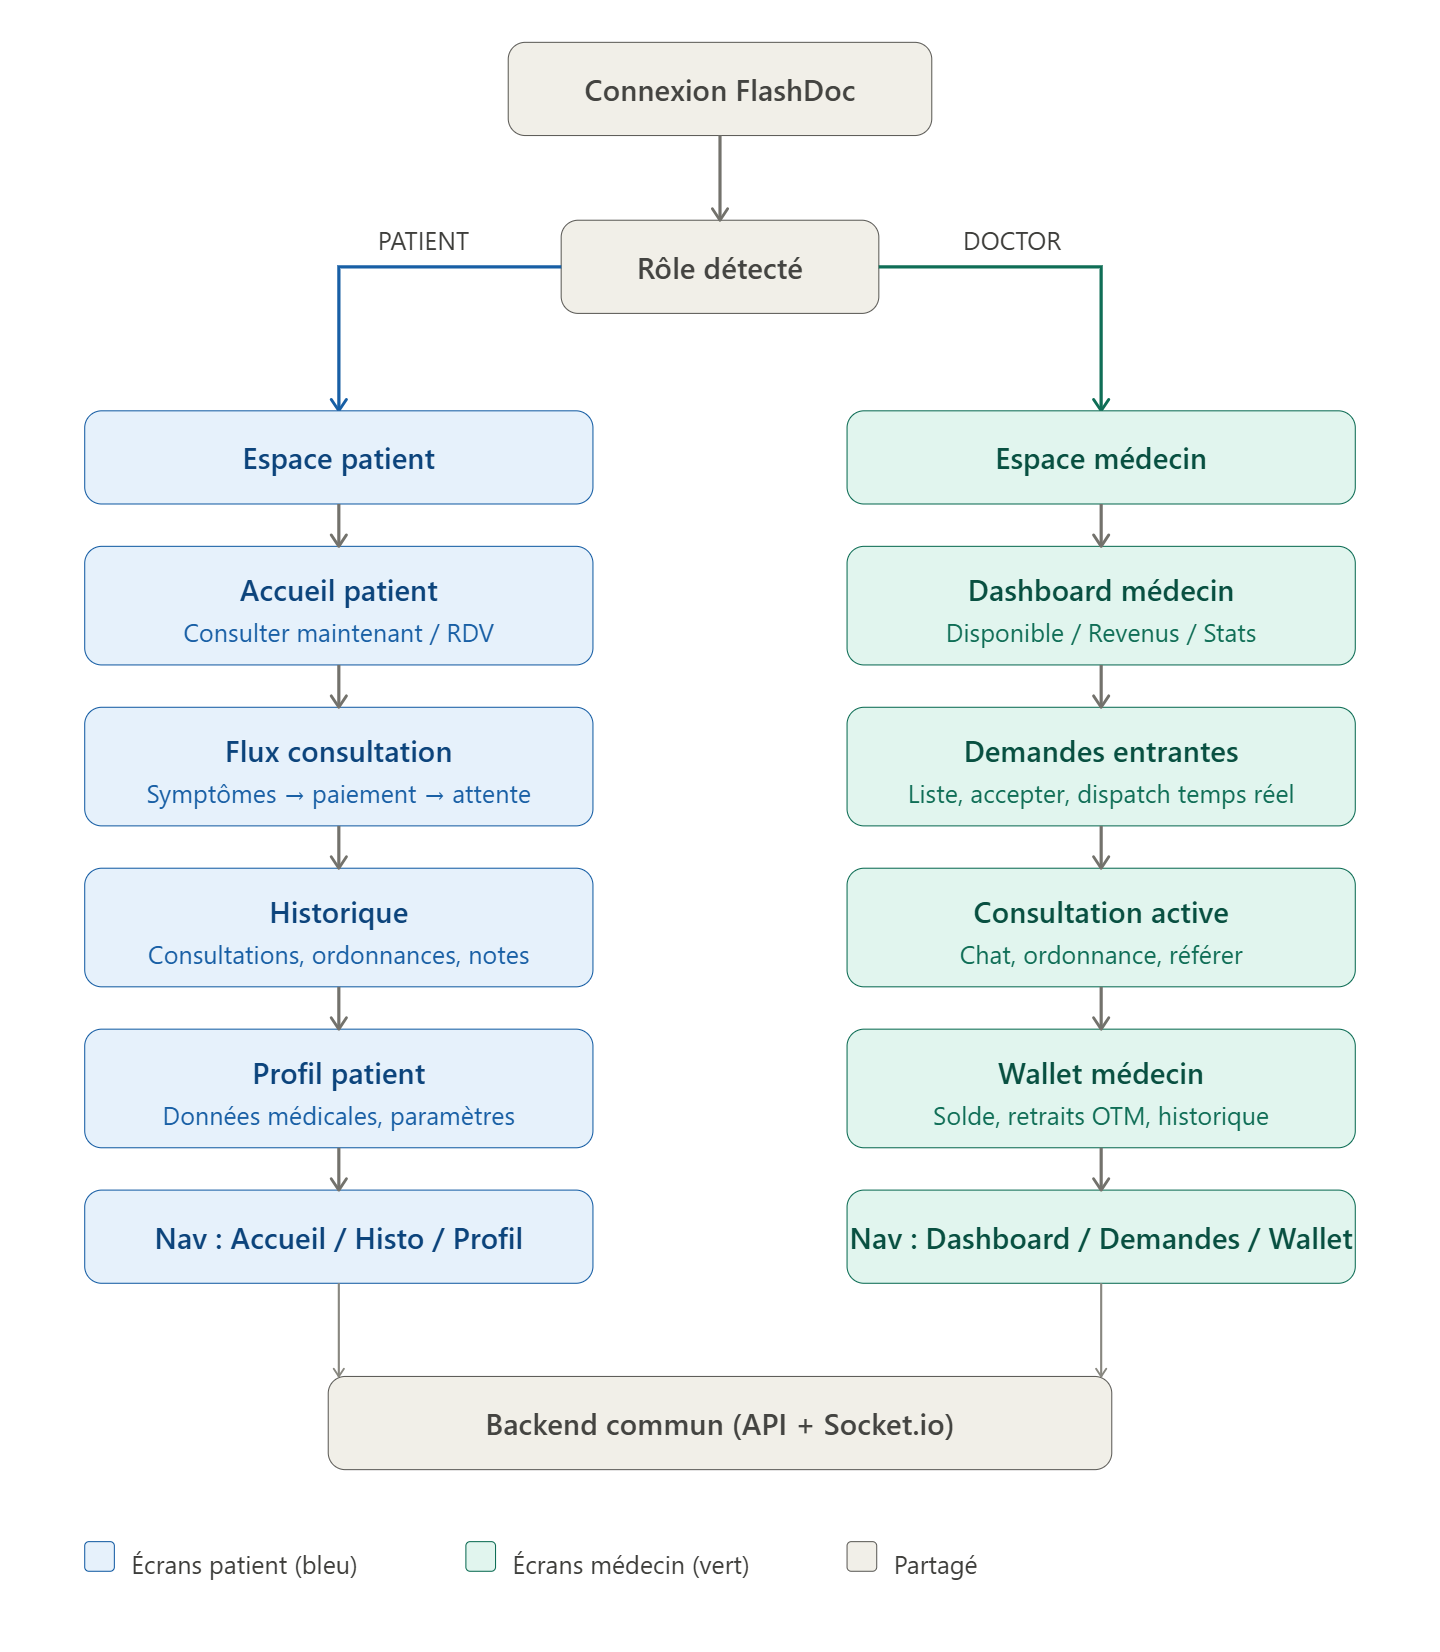 Connexion FlashDoc
PATIENT
DOCTOR
Rôle détecté
Espace patient
Accueil patient
Consulter maintenant / RDV
Flux consultation
Symptômes → paiement → attente
Historique
Consultations, ordonnances, notes
Profil patient
Données médicales, paramètres
Nav : Accueil / Histo / Profil
Espace médecin
Dashboard médecin
Disponible / Revenus / Stats
Demandes entrantes
Liste, accepter, dispatch temps réel
Consultation active
Chat, ordonnance, référer
Wallet médecin
Solde, retraits OTM, historique
Nav : Dashboard / Demandes / Wallet
Backend commun (API + Socket.io)
Écrans patient (bleu)
Écrans médecin (vert)
Partagé